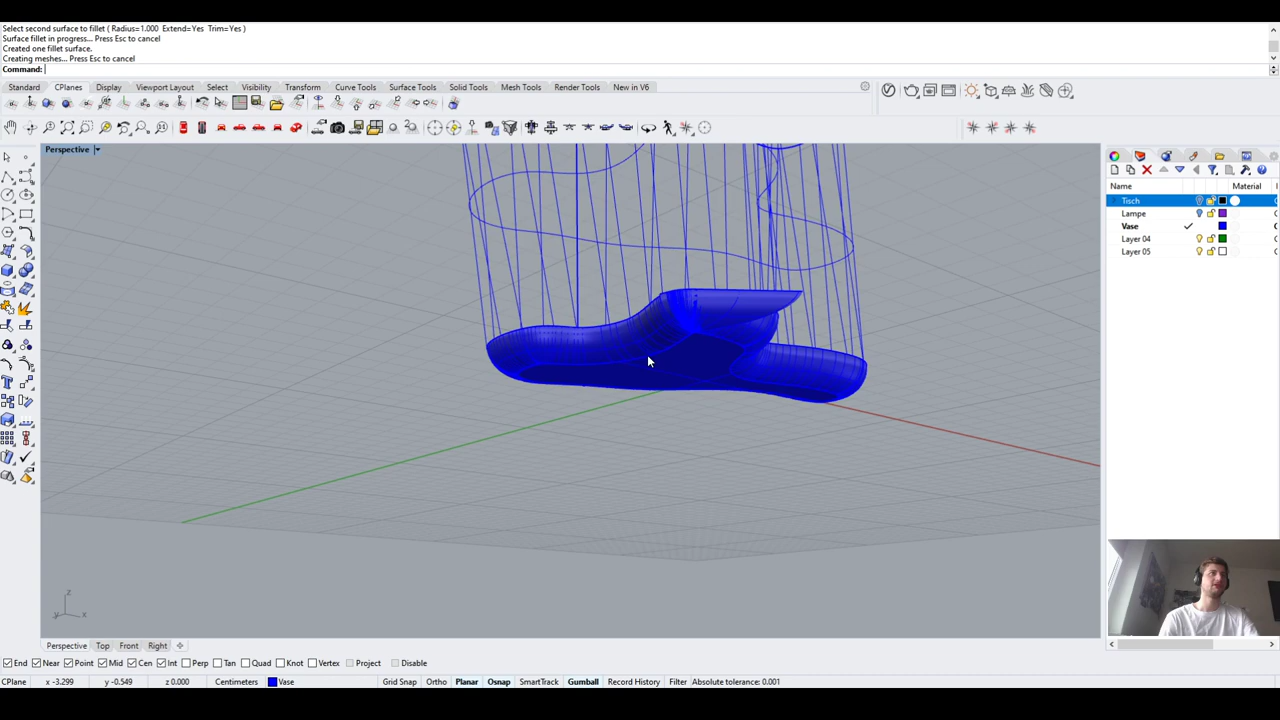 Select second surface to fillet ( Radius=1.000  Extend=Yes  Trim=Yes )
Surface fillet in progress... Press Esc to cancel
Created one fillet surface.
Creating meshes... Press Esc to cancel
Command:
Standard CPlanes Display Viewport Layout Select Visibility Transform Curve Tools Surface Tools Solid Tools Mesh Tools Render Tools New in V6
Perspective
Name Material
Tisch
Lampe
Vase
Layer 04
Layer 05
z
y x
Perspective Top Front Right
End Near Point Mid Cen Int Perp Tan Quad Knot Vertex Project Disable
CPlane x -3.299 y -0.549 z 0.000 Centimeters Vase Grid Snap Ortho Planar Osnap SmartTrack Gumball Record History Filter Absolute tolerance: 0.001